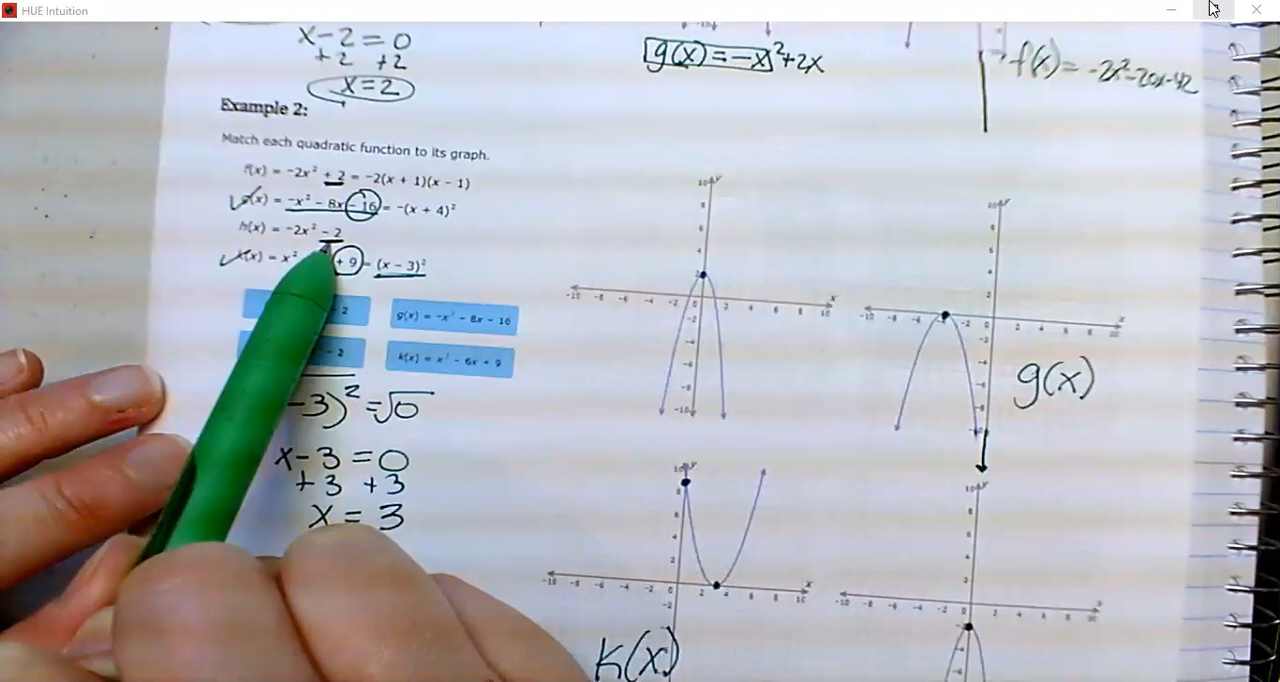 HUE Intuition
x-2=0
+2 +2
x=2
g(x)=-x²+2x
f(x)=-2x²-20x-42
Example 2:
Match each quadratic function to its graph.
f(x) = -2x² + 2 = -2(x + 1)(x - 1)
g(x) = -x² - 8x - 16 = -(x + 4)²
h(x) = -2x² - 2
k(x) = x² + 9 = (x - 3)²
2
g(x) = -x² - 8x - 16
- 2
k(x) = x² - 6x + 9
-3)²=√0
x-3=0
+3 +3
x=3
g(x)
k(x)